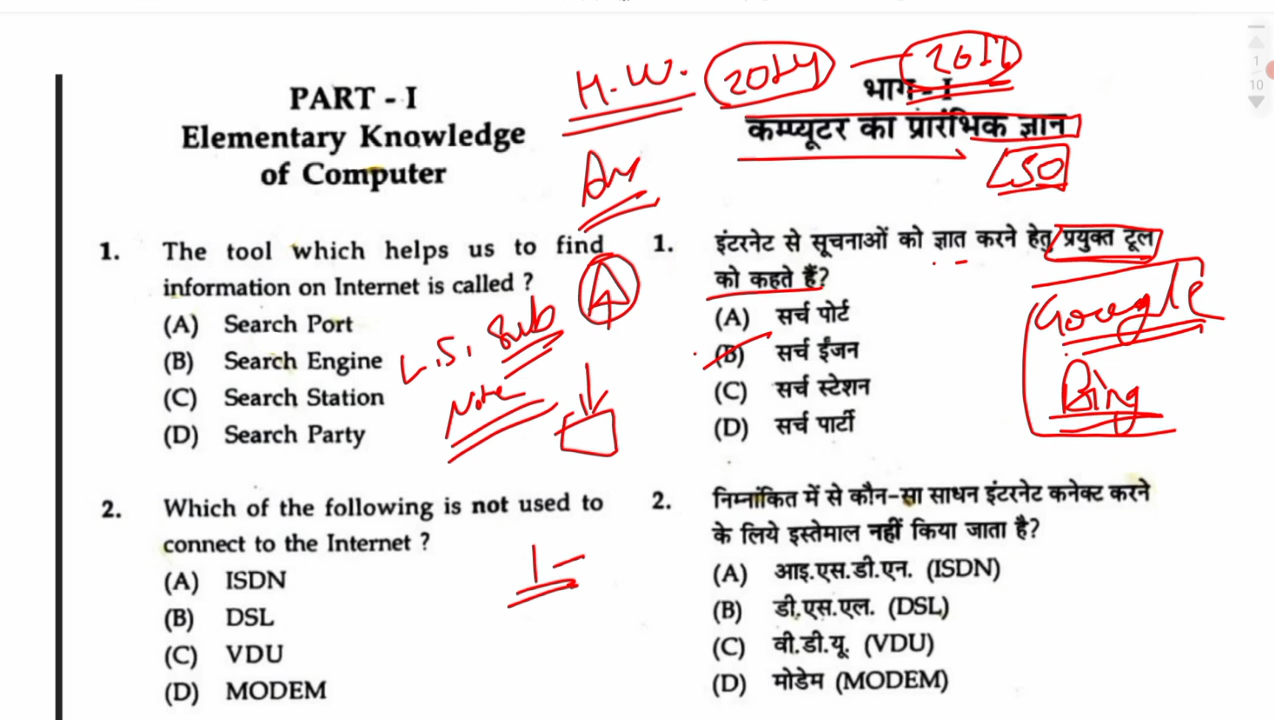 PART - I
Elementary Knowledge
of Computer
1. The tool which helps us to find
information on Internet is called ?
(A) Search Port
(B) Search Engine
(C) Search Station
(D) Search Party
2. Which of the following is not used to
connect to the Internet ?
(A) ISDN
(B) DSL
(C) VDU
(D) MODEM
H.W. 2014
Ans
L.S. Sub
Note
भाग - I
कम्प्यूटर का प्रारंभिक ज्ञान
1. इंटरनेट से सूचनाओं को ज्ञात करने हेतु प्रयुक्त टूल
को कहते हैं?
(A) सर्च पोर्ट
(B) सर्च ईंजन
(C) सर्च स्टेशन
(D) सर्च पार्टी
Google
Bing
2. निम्नांकित में से कौन-सा साधन इंटरनेट कनेक्ट करने
के लिये इस्तेमाल नहीं किया जाता है?
(A) आइ.एस.डी.एन. (ISDN)
(B) डी.एस.एल. (DSL)
(C) वी.डी.यू. (VDU)
(D) मोडेम (MODEM)
1
10